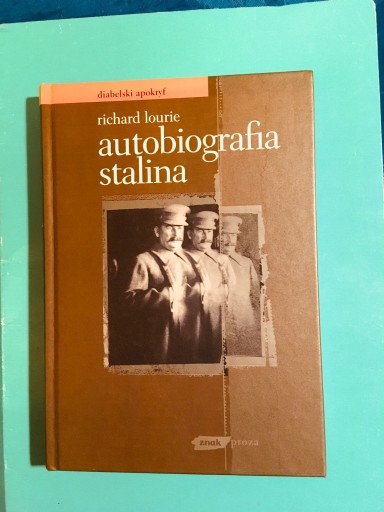 diabelski apokryf
richard lourie
autobiografia
stalina
znak proza